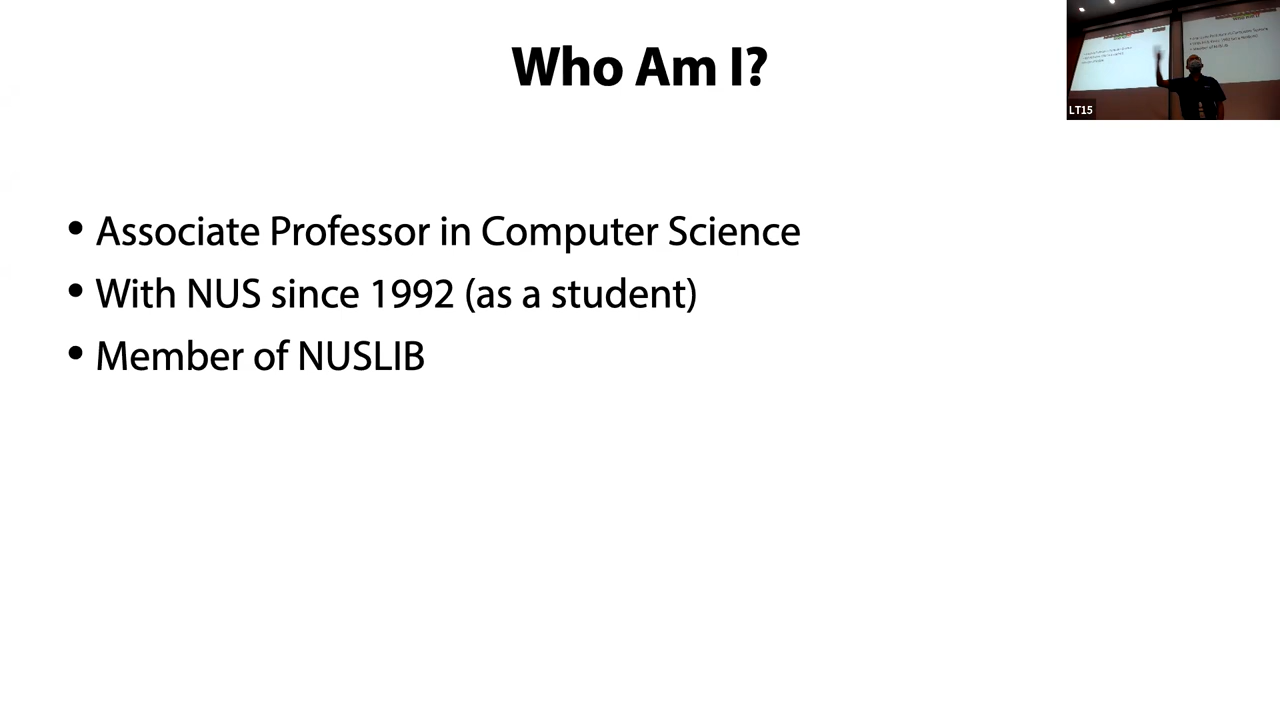 Who Am I?
• Associate Professor in Computer Science
• With NUS since 1992 (as a student)
• Member of NUSLIB
LT15